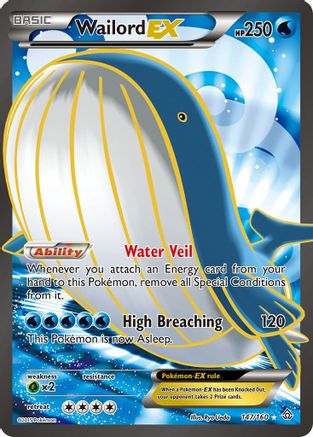 BASIC
Wailord EX HP250
Ability Water Veil
Whenever you attach an Energy card from your
hand to this Pokémon, remove all Special Conditions
from it.
High Breaching 120
This Pokémon is now Asleep.
weakness resistance
×2
retreat
Pokémon-EX rule
When a Pokémon-EX has been Knocked Out,
your opponent takes 2 Prize cards.
©2015 Pokémon
Illus. Ryo Ueda 147/160